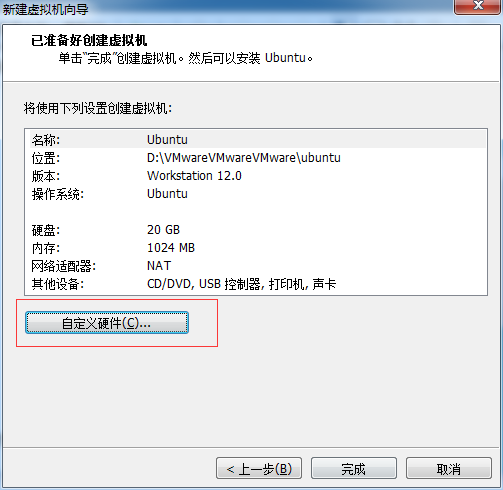 新建虚拟机向导
已准备好创建虚拟机
单击“完成”创建虚拟机。然后可以安装 Ubuntu。
将使用下列设置创建虚拟机:
名称: Ubuntu
位置: D:\VMwareVMwareVMware\ubuntu
版本: Workstation 12.0
操作系统: Ubuntu
硬盘: 20 GB
内存: 1024 MB
网络适配器: NAT
其他设备: CD/DVD, USB 控制器, 打印机, 声卡
自定义硬件(C)...
< 上一步(B) 完成 取消